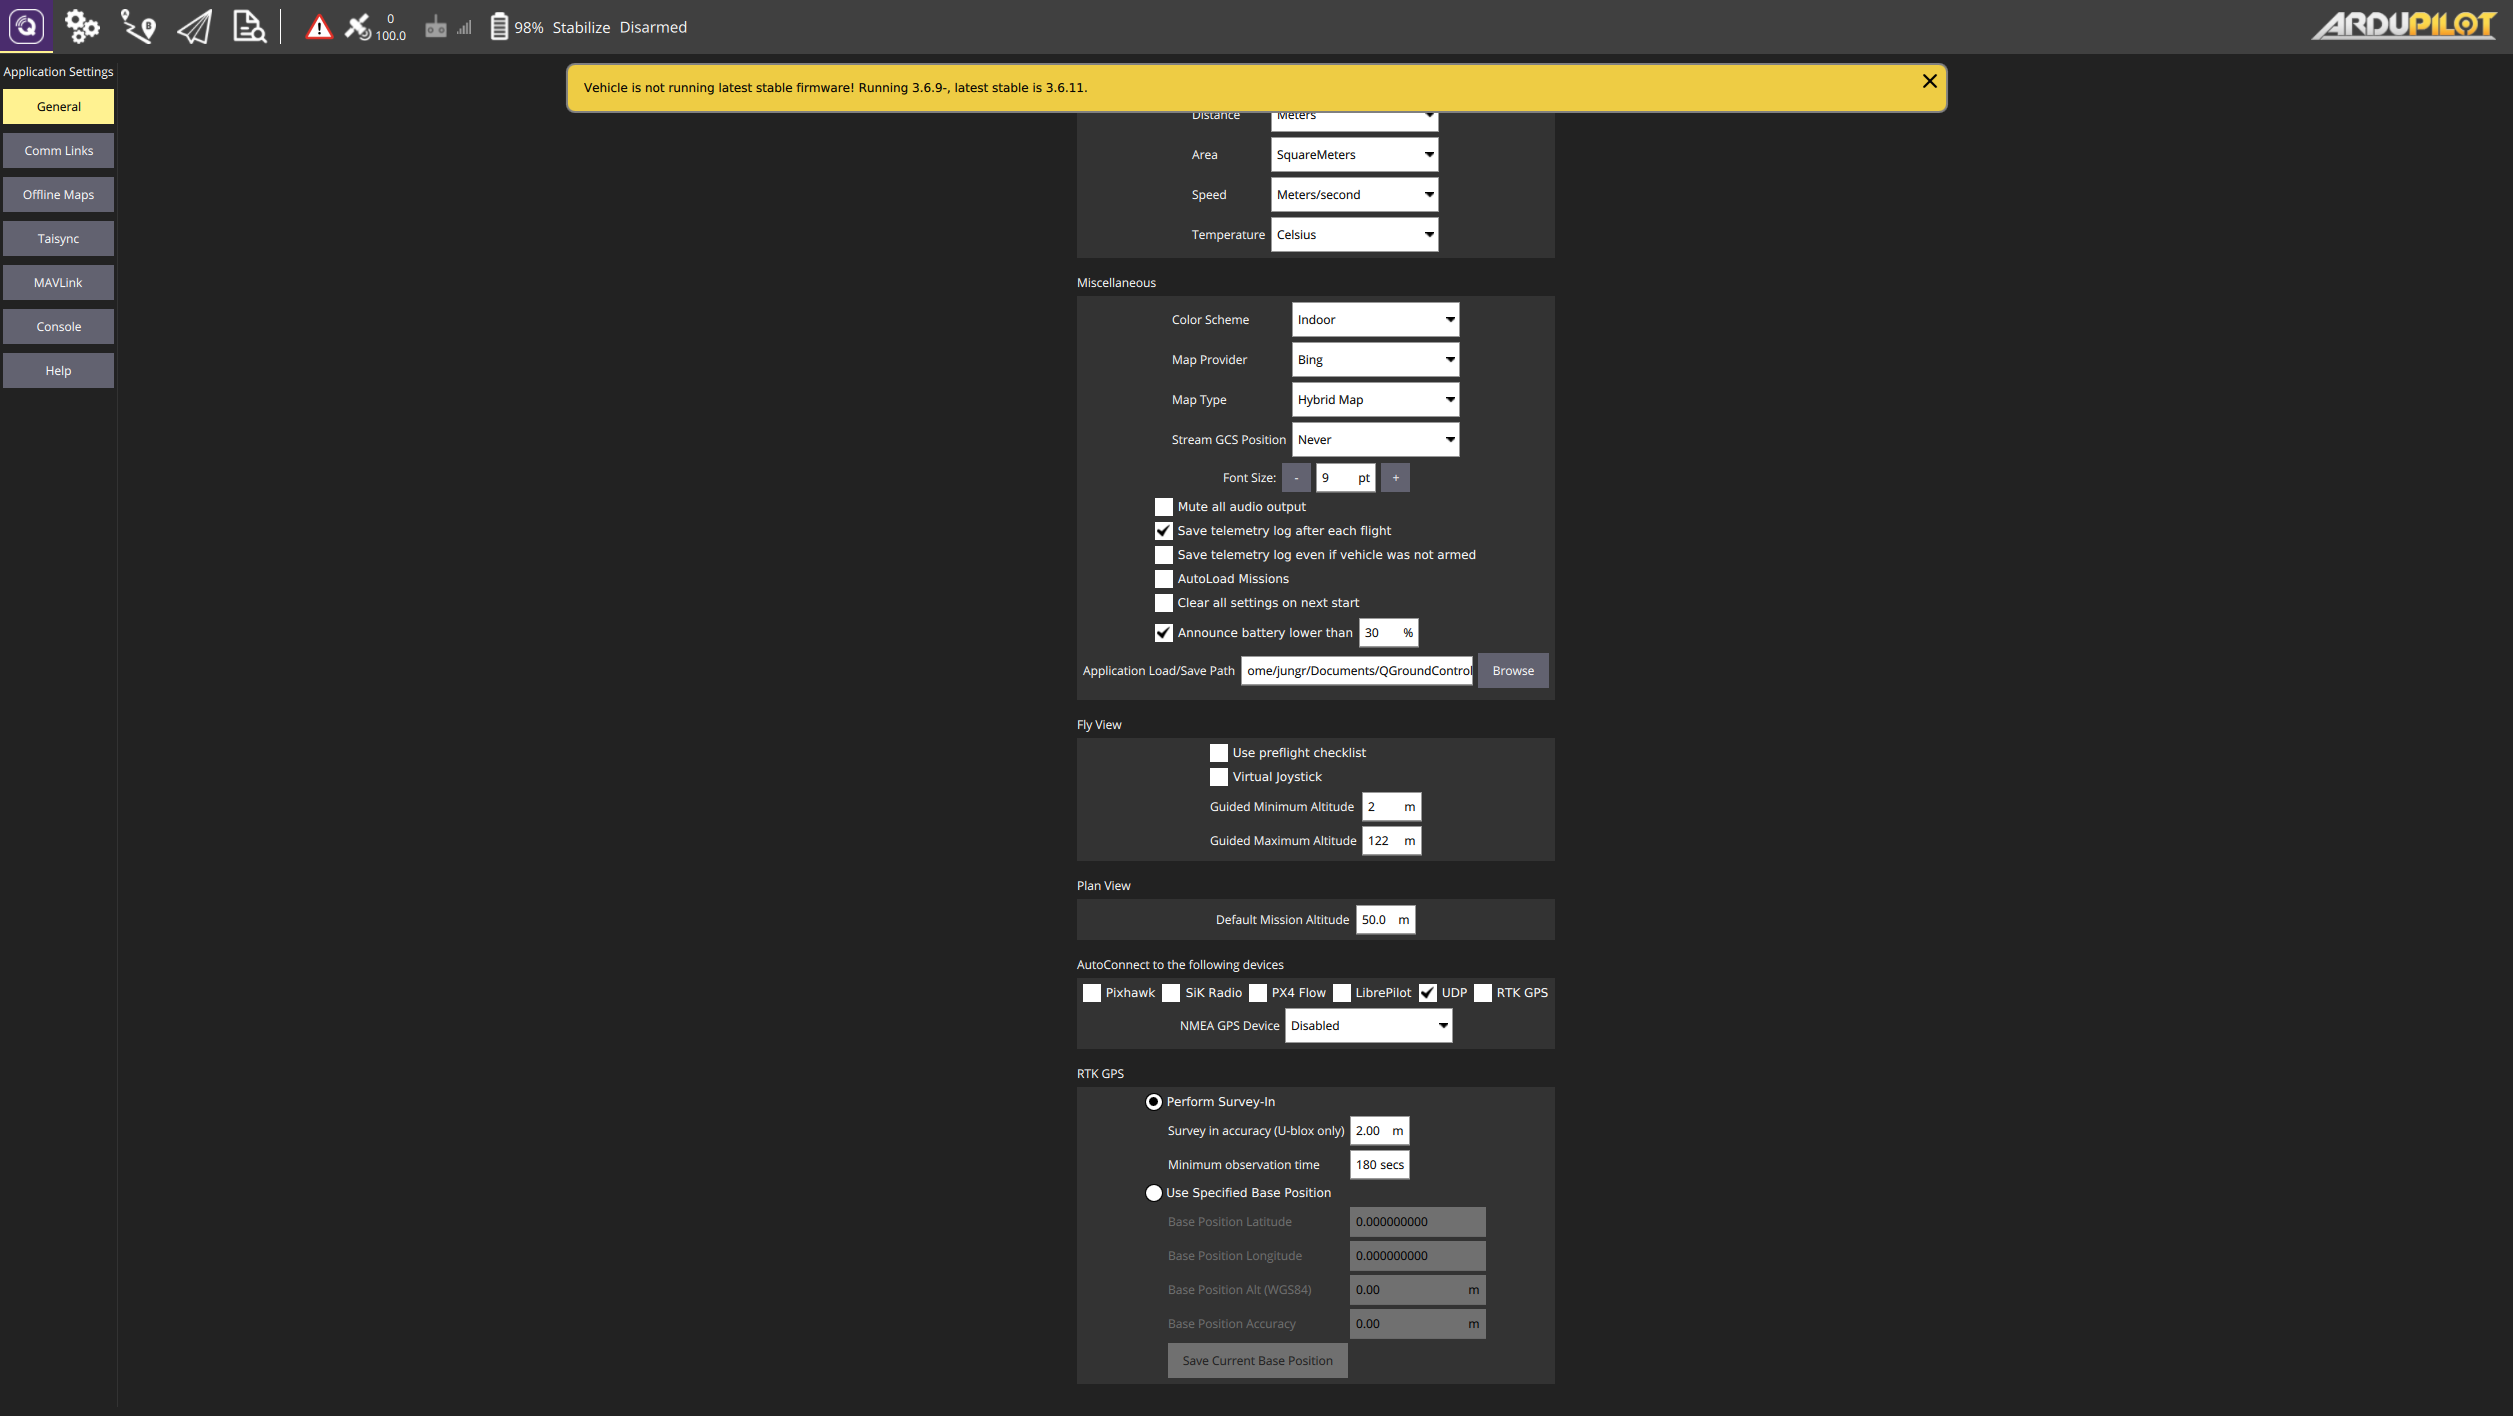 0
100.0
98% Stabilize Disarmed
ARDUPILOT
Application Settings
General
Comm Links
Offline Maps
Taisync
MAVLink
Console
Help
Vehicle is not running latest stable firmware! Running 3.6.9-, latest stable is 3.6.11.
Distance Meters
Area SquareMeters
Speed Meters/second
Temperature Celsius
Miscellaneous
Color Scheme Indoor
Map Provider Bing
Map Type Hybrid Map
Stream GCS Position Never
Font Size: - 9 pt +
Mute all audio output
Save telemetry log after each flight
Save telemetry log even if vehicle was not armed
AutoLoad Missions
Clear all settings on next start
Announce battery lower than 30 %
Application Load/Save Path ome/jungr/Documents/QGroundControl Browse
Fly View
Use preflight checklist
Virtual Joystick
Guided Minimum Altitude 2 m
Guided Maximum Altitude 122 m
Plan View
Default Mission Altitude 50.0 m
AutoConnect to the following devices
Pixhawk SiK Radio PX4 Flow LibrePilot UDP RTK GPS
NMEA GPS Device Disabled
RTK GPS
Perform Survey-In
Survey in accuracy (U-blox only) 2.00 m
Minimum observation time 180 secs
Use Specified Base Position
Base Position Latitude 0.000000000
Base Position Longitude 0.000000000
Base Position Alt (WGS84) 0.00 m
Base Position Accuracy 0.00 m
Save Current Base Position